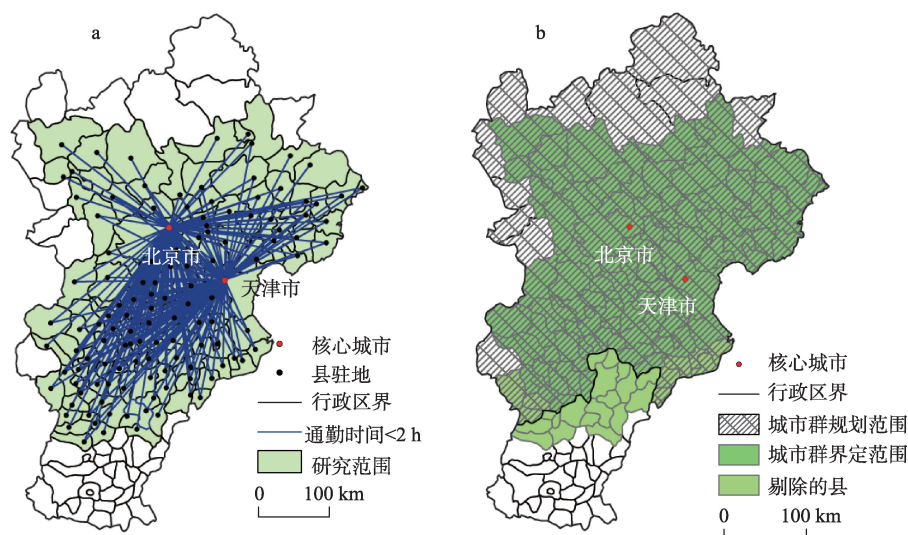 a
北京市
天津市
核心城市
县驻地
行政区界
通勤时间<2 h
研究范围
0 100 km
b
北京市
天津市
核心城市
行政区界
城市群规划范围
城市群界定范围
剔除的县
0 100 km